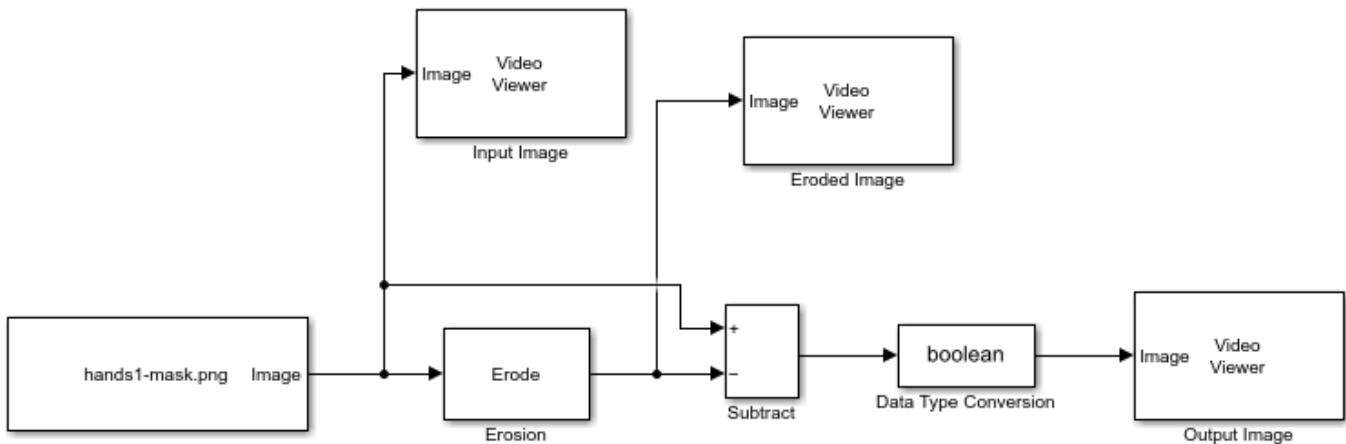 Image
Video
Viewer
Input Image
Image
Video
Viewer
Eroded Image
hands1-mask.png
Image
Erode
Erosion
+
−
Subtract
boolean
Data Type Conversion
Image
Video
Viewer
Output Image